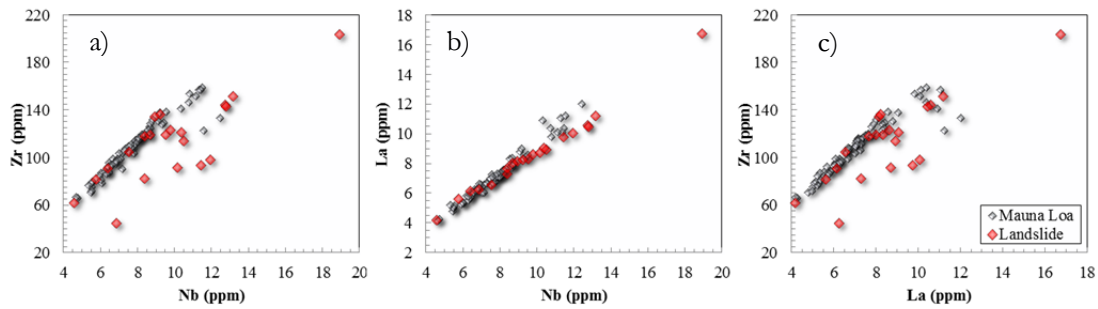 a)
220
180
140
100
60
20
Zr (ppm)
4 6 8 10 12 14 16 18 20
Nb (ppm)
b)
18
16
14
12
10
8
6
4
2
La (ppm)
4 6 8 10 12 14 16 18 20
Nb (ppm)
c)
220
180
140
100
60
20
Zr (ppm)
4 6 8 10 12 14 16 18
La (ppm)
Mauna Loa
Landslide